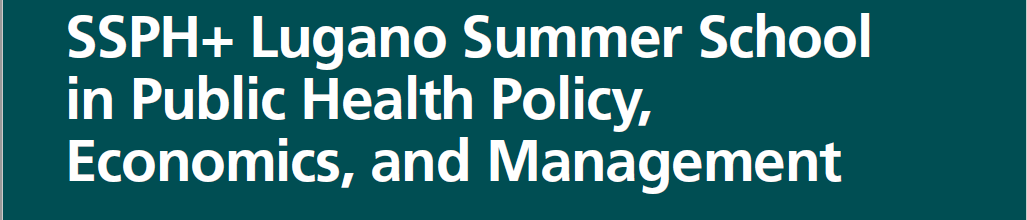 SSPH+ Lugano Summer School
in Public Health Policy,
Economics, and Management